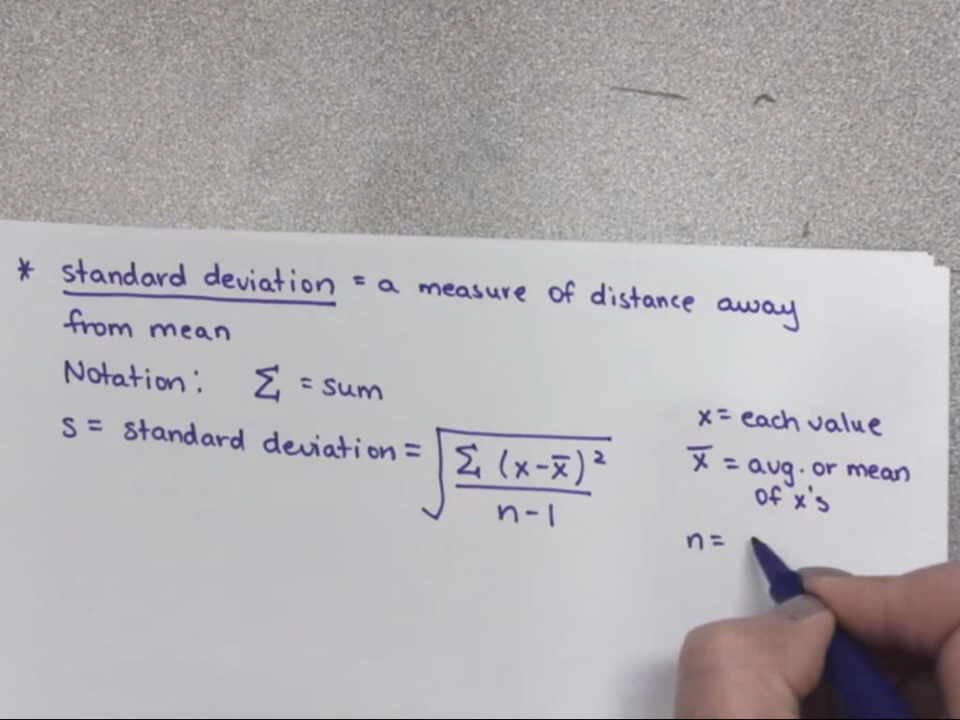 * standard deviation = a measure of distance away
from mean
Notation: Σ = sum
s = standard deviation = √(Σ (x-x̄)² / n-1)
x = each value
x̄ = avg. or mean
of x's
n =